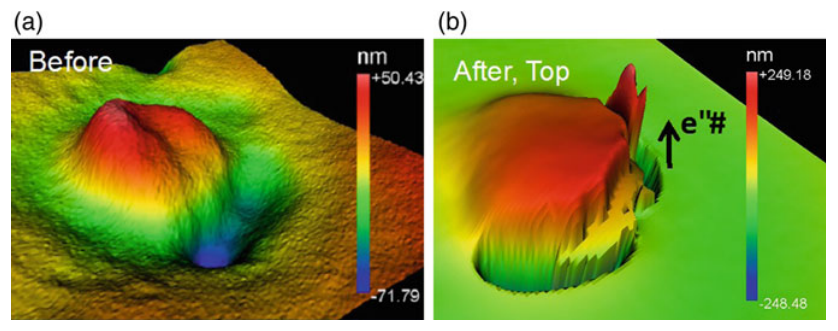 (a)
(b)
Before
nm
+50.43
-71.79
After, Top
nm
+249.18
e"#
-248.48